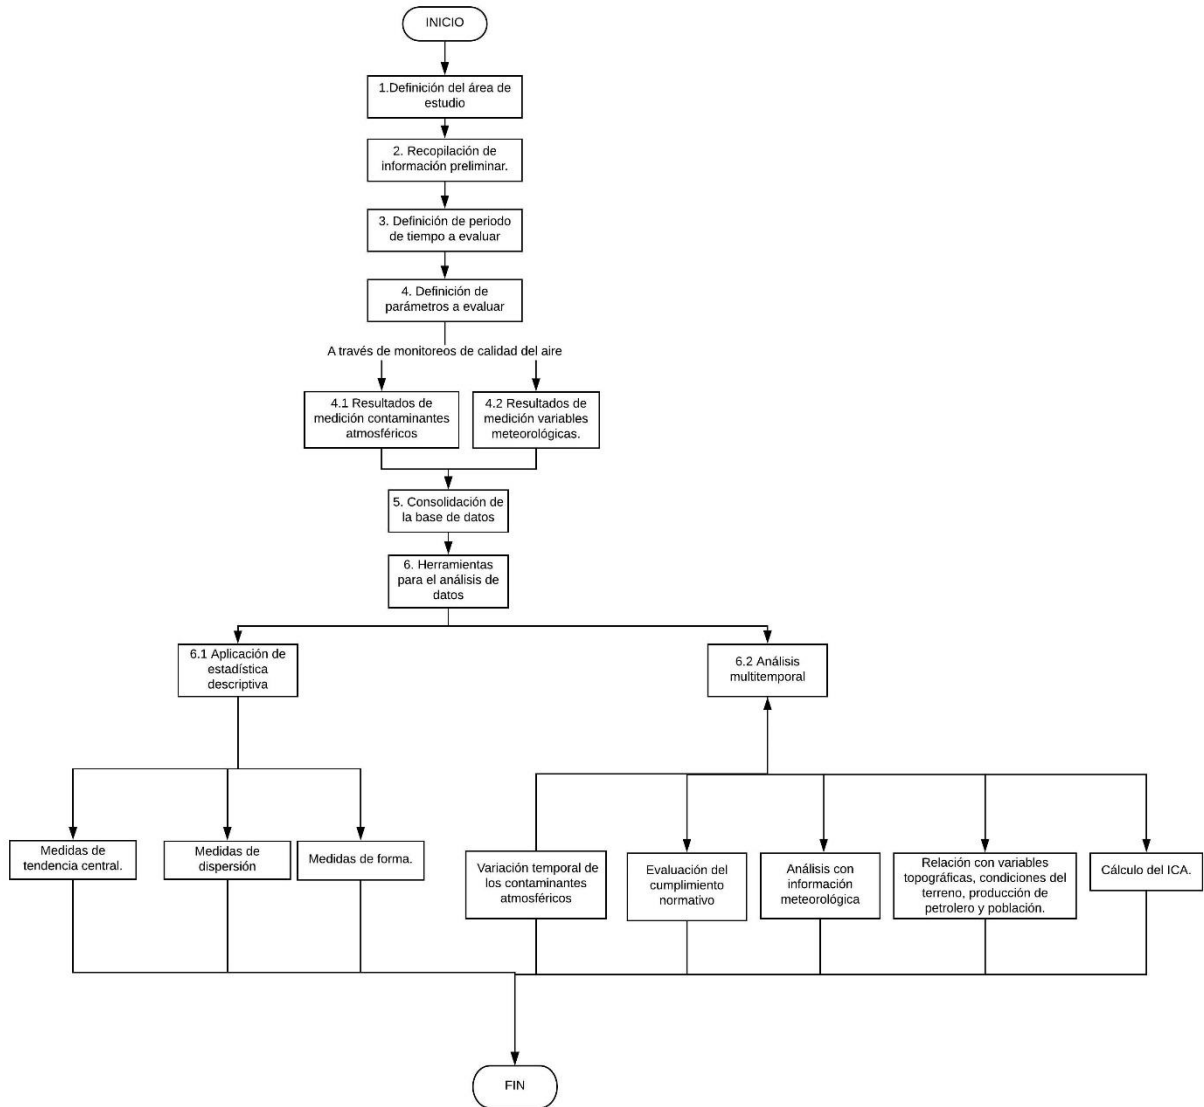 INICIO
1.Definición del área de
estudio
2. Recopilación de
información preliminar.
3. Definición de periodo
de tiempo a evaluar
4. Definición de
parámetros a evaluar
A través de monitoreos de calidad del aire
4.1 Resultados de
medición contaminantes
atmosféricos
4.2 Resultados de
medición variables
meteorológicas.
5. Consolidación de
la base de datos
6. Herramientas
para el análisis de
datos
6.1 Aplicación de
estadística
descriptiva
6.2 Análisis
multitemporal
Medidas de
tendencia central.
Medidas de
dispersión
Medidas de forma.
Variación temporal de
los contaminantes
atmosféricos
Evaluación del
cumplimiento
normativo
Análisis con
información
meteorológica
Relación con variables
topográficas, condiciones del
terreno, producción de
petrolero y población.
Cálculo del ICA.
FIN